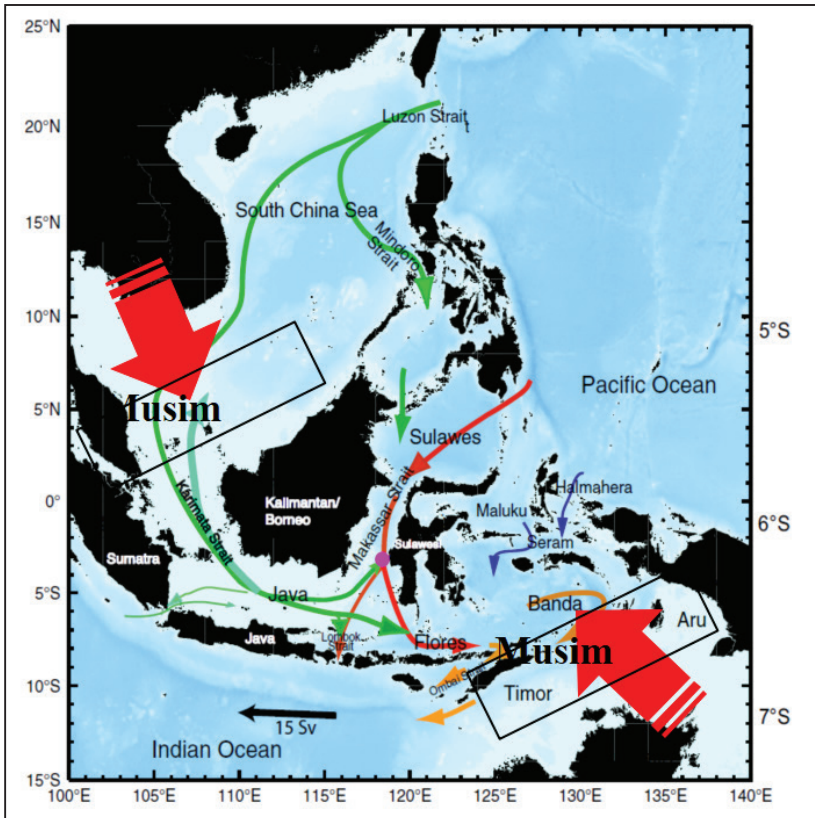 25°N
20°N
15°N
10°N
5°N
0°
5°S
10°S
15°S
100°E
105°E
110°E
115°E
120°E
125°E
130°E
135°E
140°E
5°S
6°S
7°S
Luzon Strait
t
South China Sea
Mindoro
Strait
Pacific Ocean
Musim
Sulawes
Kalimantan/
Borneo
Makassar Strait
Sulawesi
Maluku
Halmahera
Seram
Karimata Strait
Sumatra
Java
Java
Lombok
Strait
Flores
Banda
Aru
Musim
Ombai Strait
Timor
15 Sv
Indian Ocean